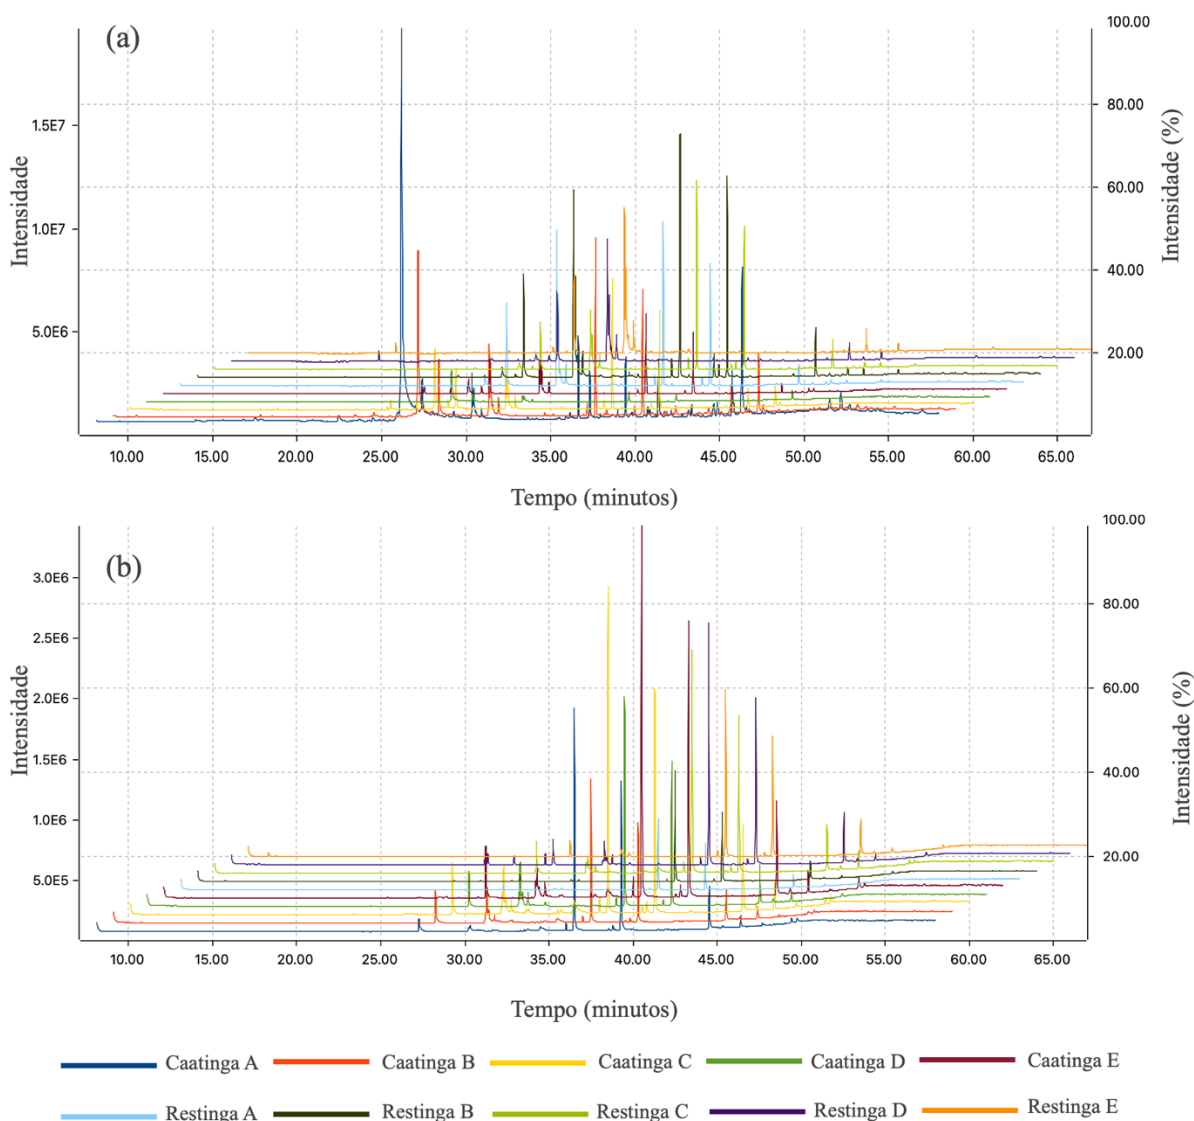 (a)
100.00
80.00
60.00
40.00
20.00
1.5E7
1.0E7
5.0E6
Intensidade
Intensidade (%)
10.00 15.00 20.00 25.00 30.00 35.00 40.00 45.00 50.00 55.00 60.00 65.00
Tempo (minutos)
(b)
100.00
80.00
60.00
40.00
20.00
3.0E6
2.5E6
2.0E6
1.5E6
1.0E6
5.0E5
Intensidade
Intensidade (%)
10.00 15.00 20.00 25.00 30.00 35.00 40.00 45.00 50.00 55.00 60.00 65.00
Tempo (minutos)
Caatinga A Caatinga B Caatinga C Caatinga D Caatinga E
Restinga A Restinga B Restinga C Restinga D Restinga E